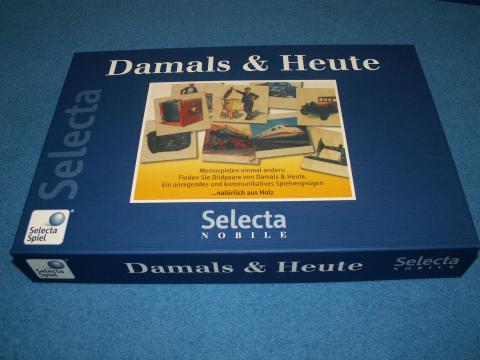 Damals & Heute
Selecta
Memospielen einmal anders:
Finden Sie Bildpaare von Damals & Heute.
Ein anregendes und kommunikatives Spielvergnügen
...natürlich aus Holz
Selecta
Spiel
Selecta
NOBILE
Selecta
Spiel
Damals & Heute
Selecta
NOBILE